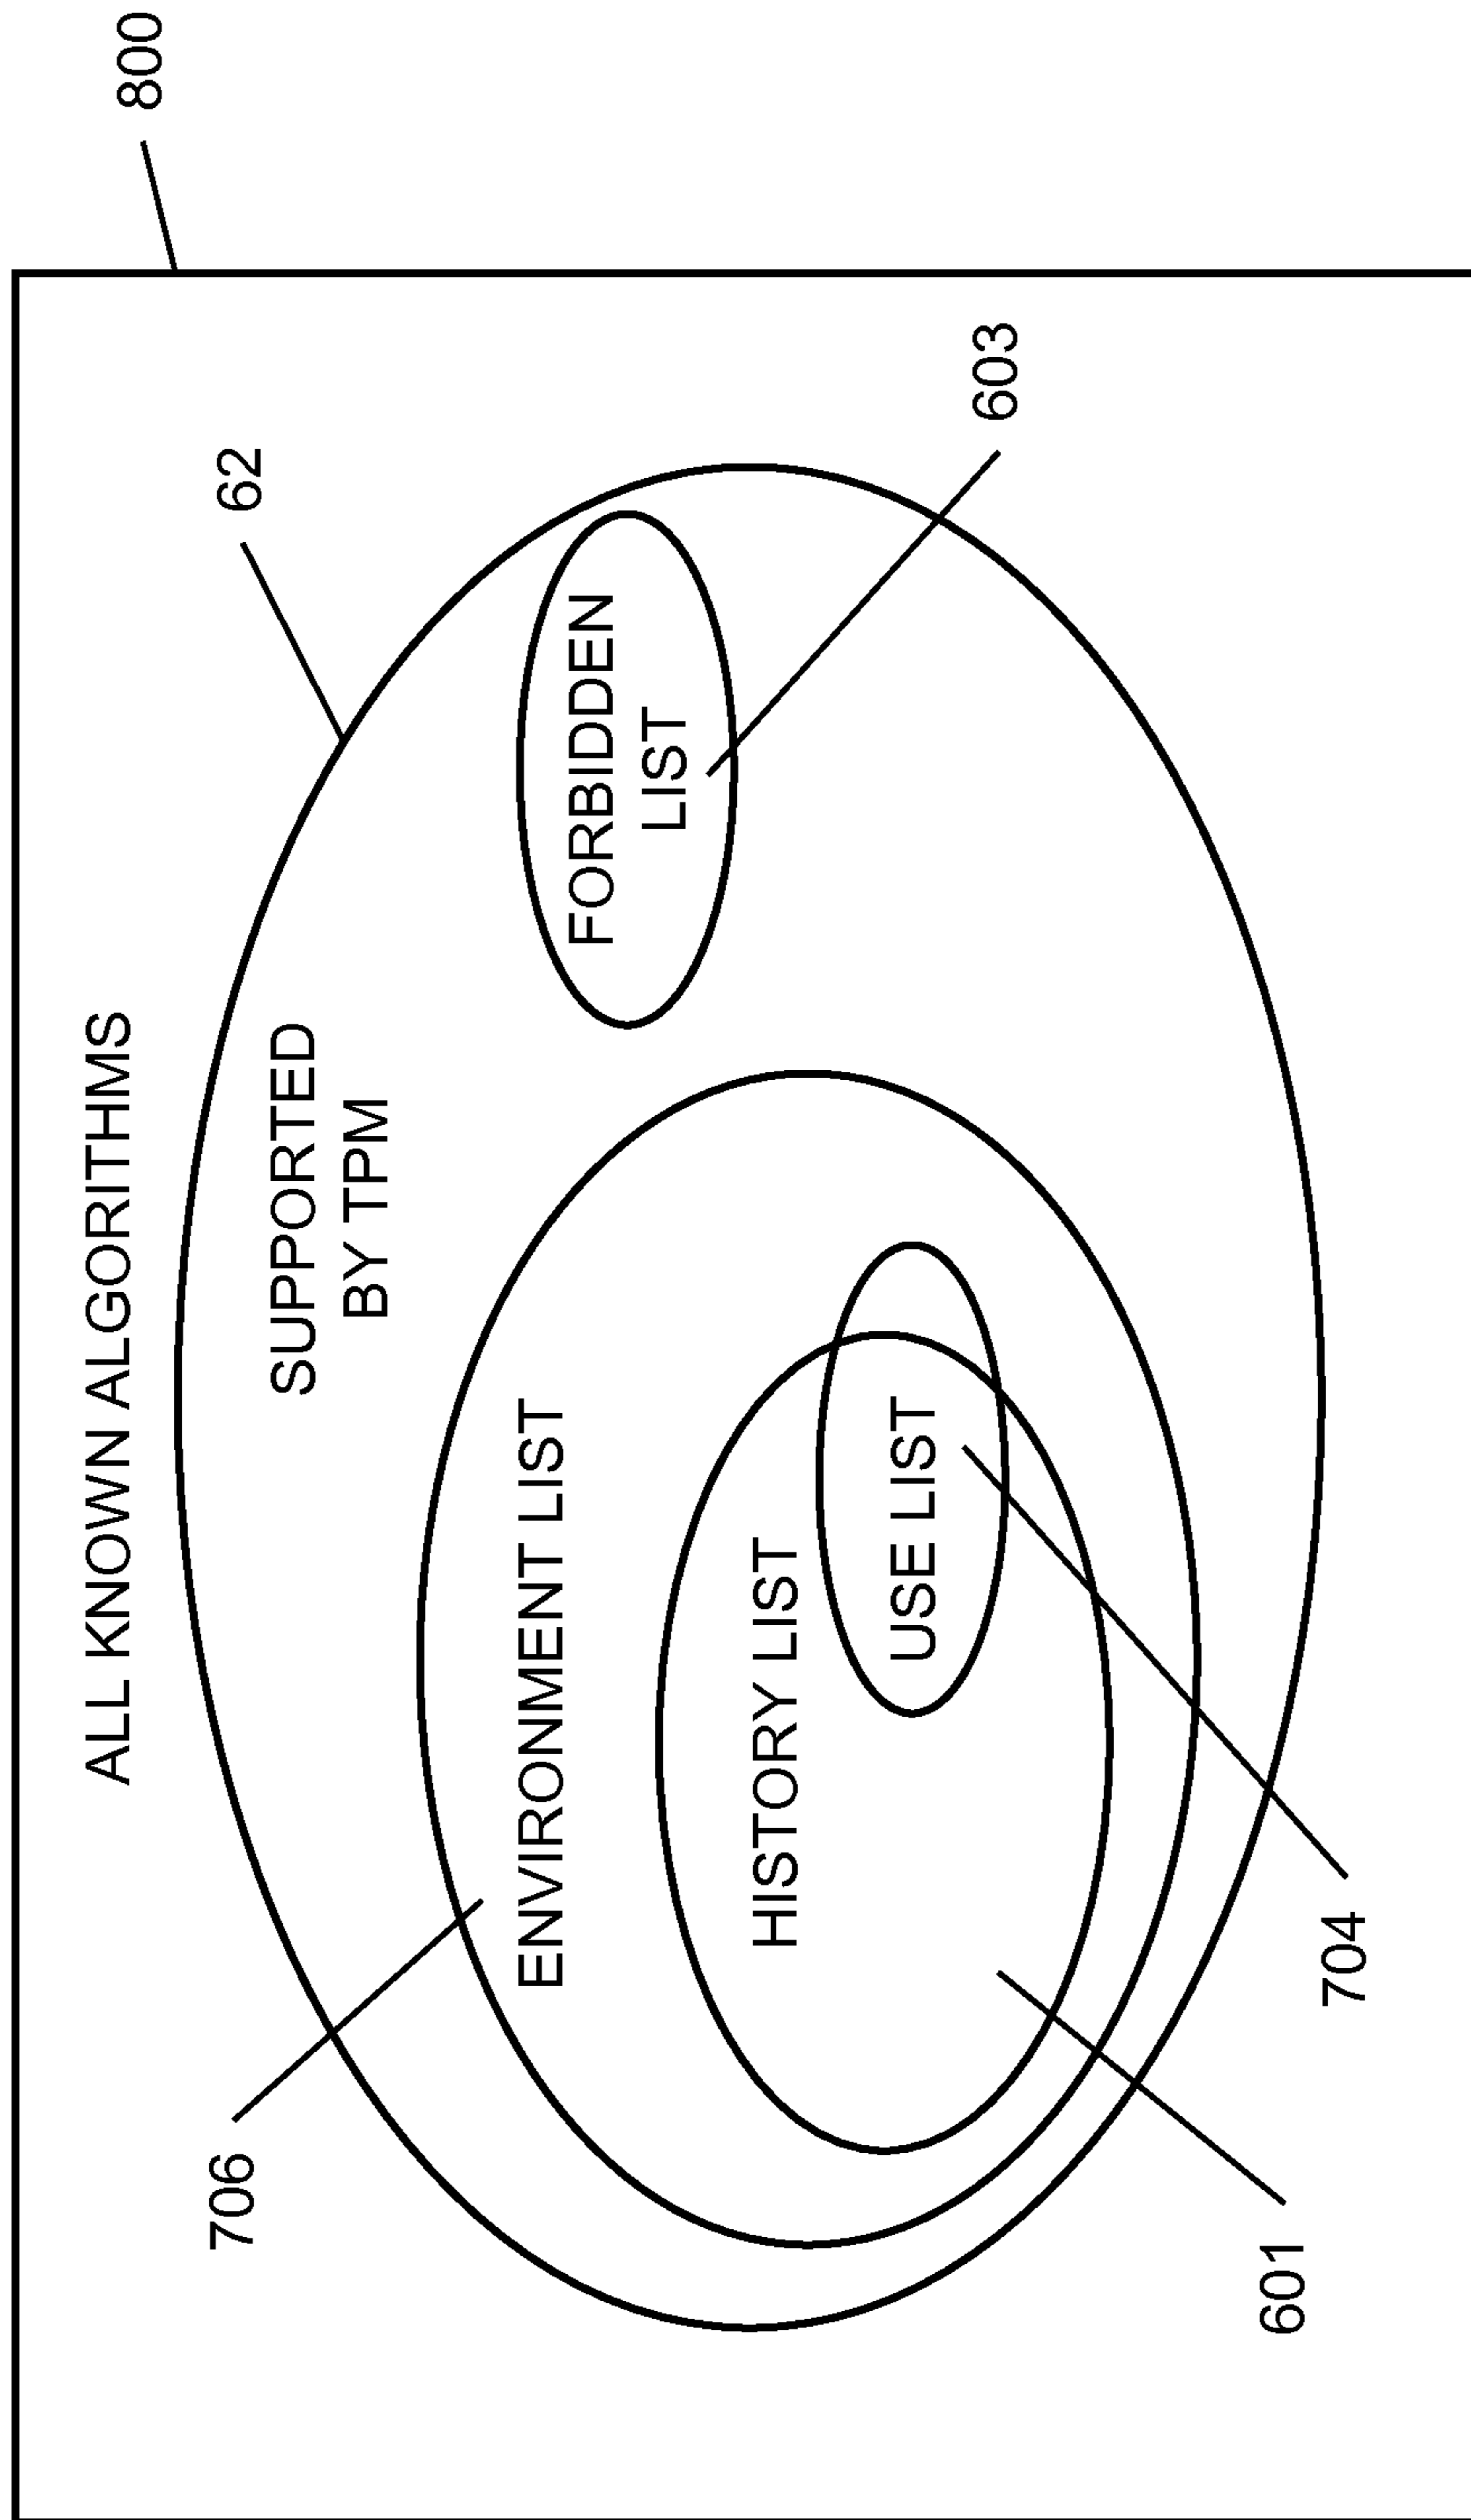 800
ALL KNOWN ALGORITHMS
62
SUPPORTED
BY TPM
706
ENVIRONMENT LIST
FORBIDDEN
LIST
603
HISTORY LIST
USE LIST
601
704